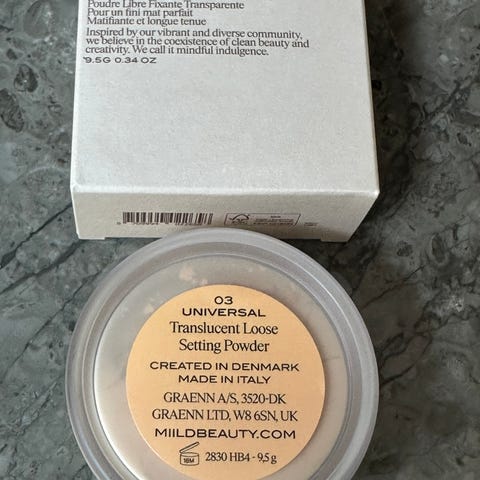 Poudre Libre Fixante Transparente
Pour un fini mat parfait
Matifiante et longue tenue
Inspired by our vibrant and diverse community,
we believe in the coexistence of clean beauty and
creativity. We call it mindful indulgence.
9.5G 0.34 OZ
03
UNIVERSAL
Translucent Loose
Setting Powder
CREATED IN DENMARK
MADE IN ITALY
GRAENN A/S, 3520-DK
GRAENN LTD, W8 6SN, UK
MIILDBEAUTY.COM
18M 2830 HB4 - 9,5 g